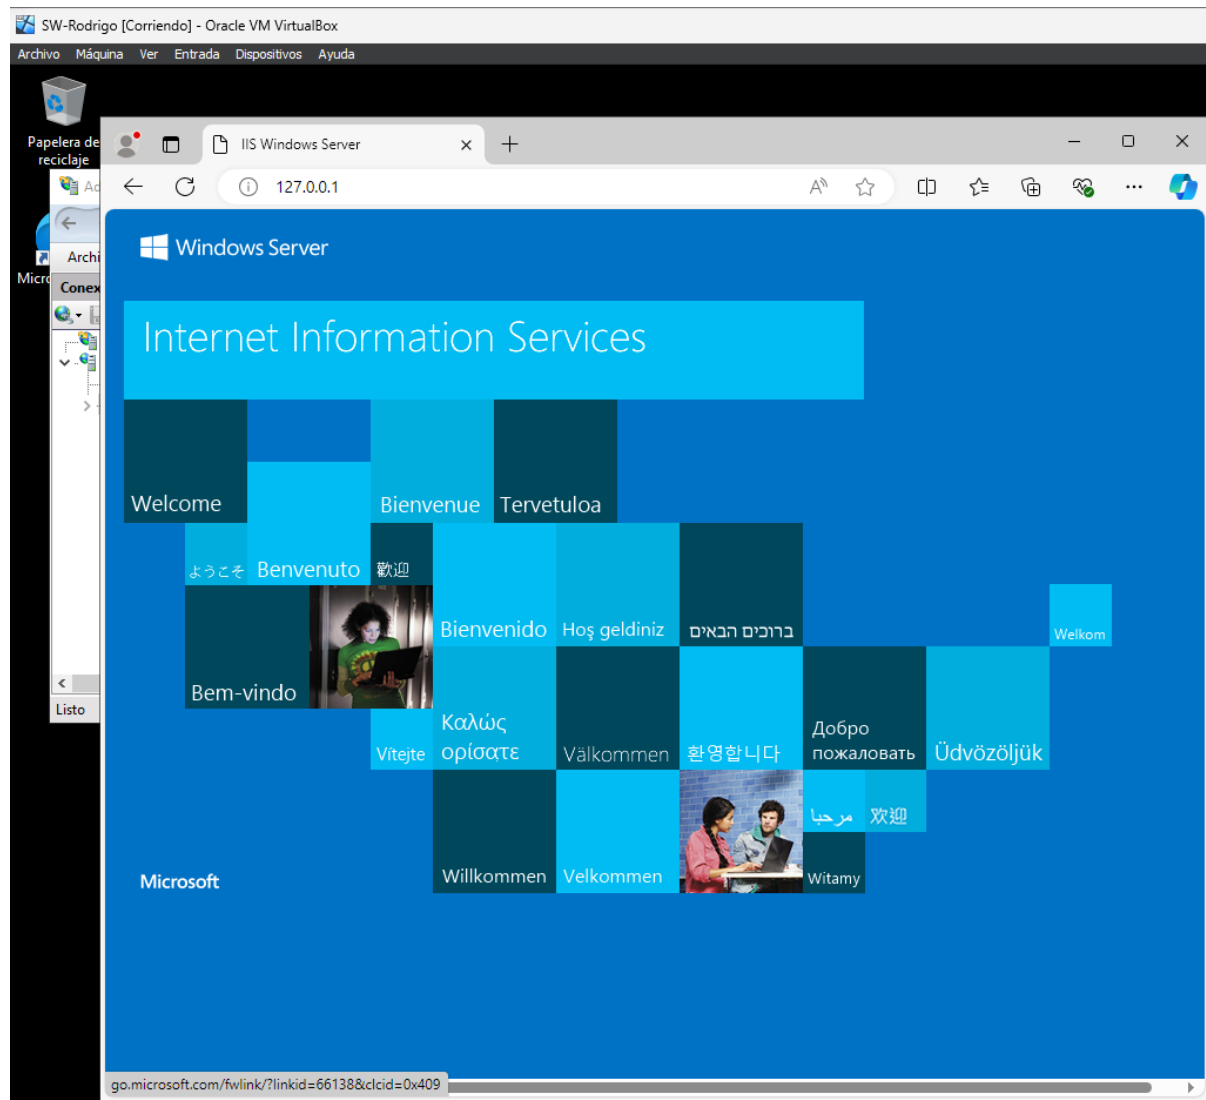 SW-Rodrigo [Corriendo] - Oracle VM VirtualBox
Archivo Máquina Ver Entrada Dispositivos Ayuda
Papelera de
reciclaje
IIS Windows Server
127.0.0.1
Archi
Micro
Conex
Windows Server
Internet Information Services
Welcome
Bienvenue
Tervetuloa
ようこそ
Benvenuto
歡迎
Bienvenido
Hoş geldiniz
ברוכים הבאים
Welkom
Bem-vindo
Vítejte
Καλώς
ορίσατε
Välkommen
환영합니다
Добро
пожаловать
Üdvözöljük
مرحبا
欢迎
Willkommen
Velkommen
Witamy
Microsoft
Listo
go.microsoft.com/fwlink/?linkid=66138&clcid=0x409